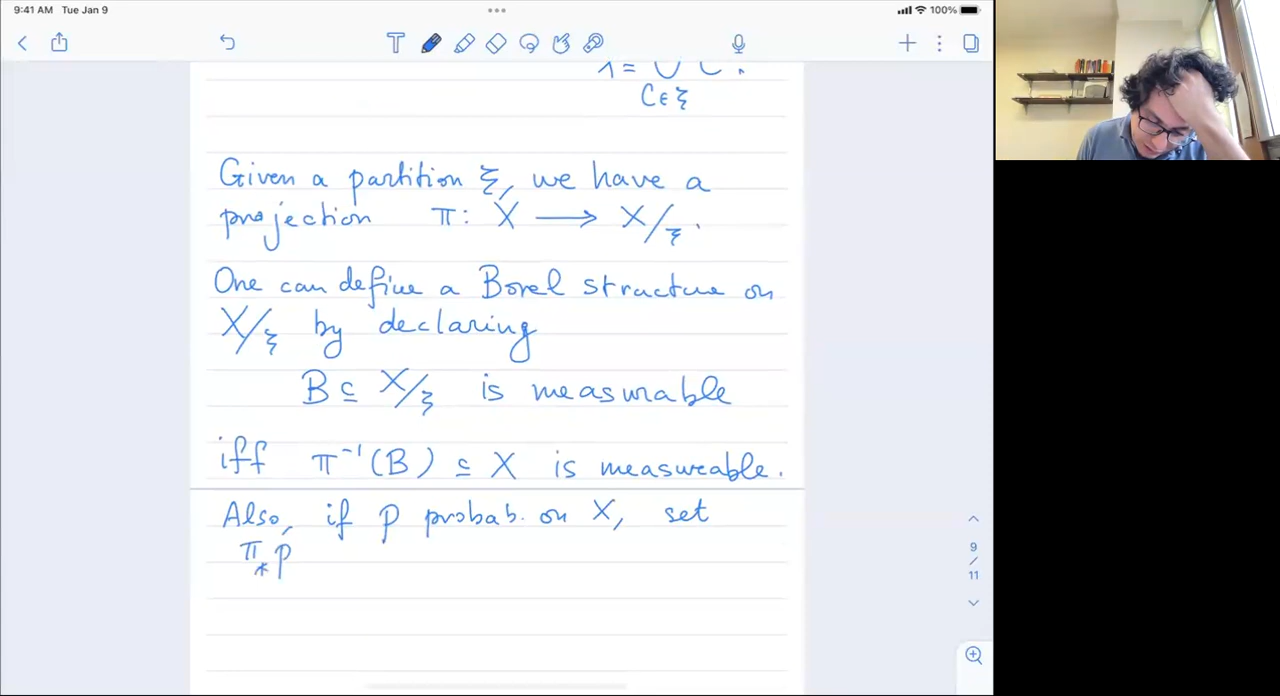 9:41 AM Tue Jan 9
100%
X = ∪ C.
C ∈ ξ
Given a partition ξ, we have a
projection π: X ⟶ X/ξ.
One can define a Borel structure on
X/ξ by declaring
B ⊆ X/ξ is measurable
iff π⁻¹(B) ⊆ X is measureable.
Also, if p probab. on X, set
π_* p
9
/
11